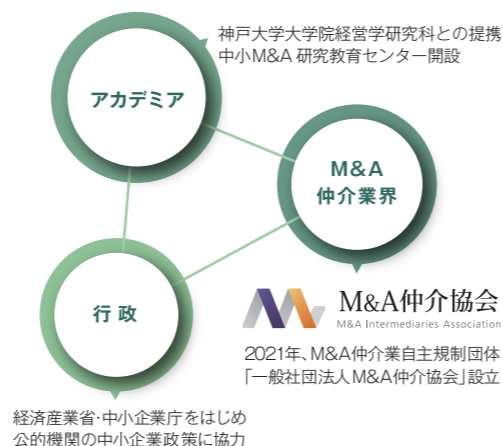 神戸大学大学院経営学研究科との提携
中小M&A 研究教育センター開設
アカデミア
M&A
仲介業界
行政
M&A仲介協会
M&A Intermediaries Association
2021年、M&A仲介業自主規制団体
「一般社団法人M&A仲介協会」設立
経済産業省・中小企業庁をはじめ
公的機関の中小企業政策に協力